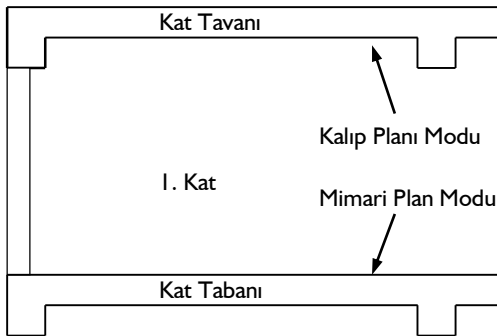 Kat Tavanı
Kalıp Planı Modu
1. Kat
Mimari Plan Modu
Kat Tabanı